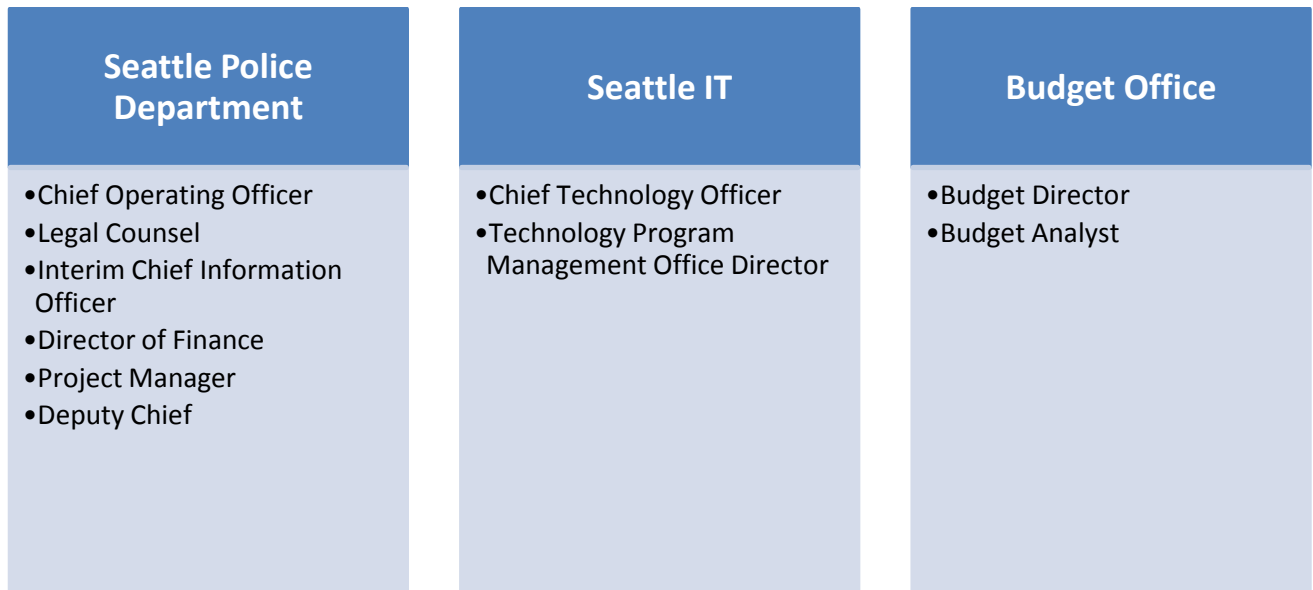 Seattle Police
Department
•Chief Operating Officer
•Legal Counsel
•Interim Chief Information
Officer
•Director of Finance
•Project Manager
•Deputy Chief
Seattle IT
•Chief Technology Officer
•Technology Program
Management Office Director
Budget Office
•Budget Director
•Budget Analyst